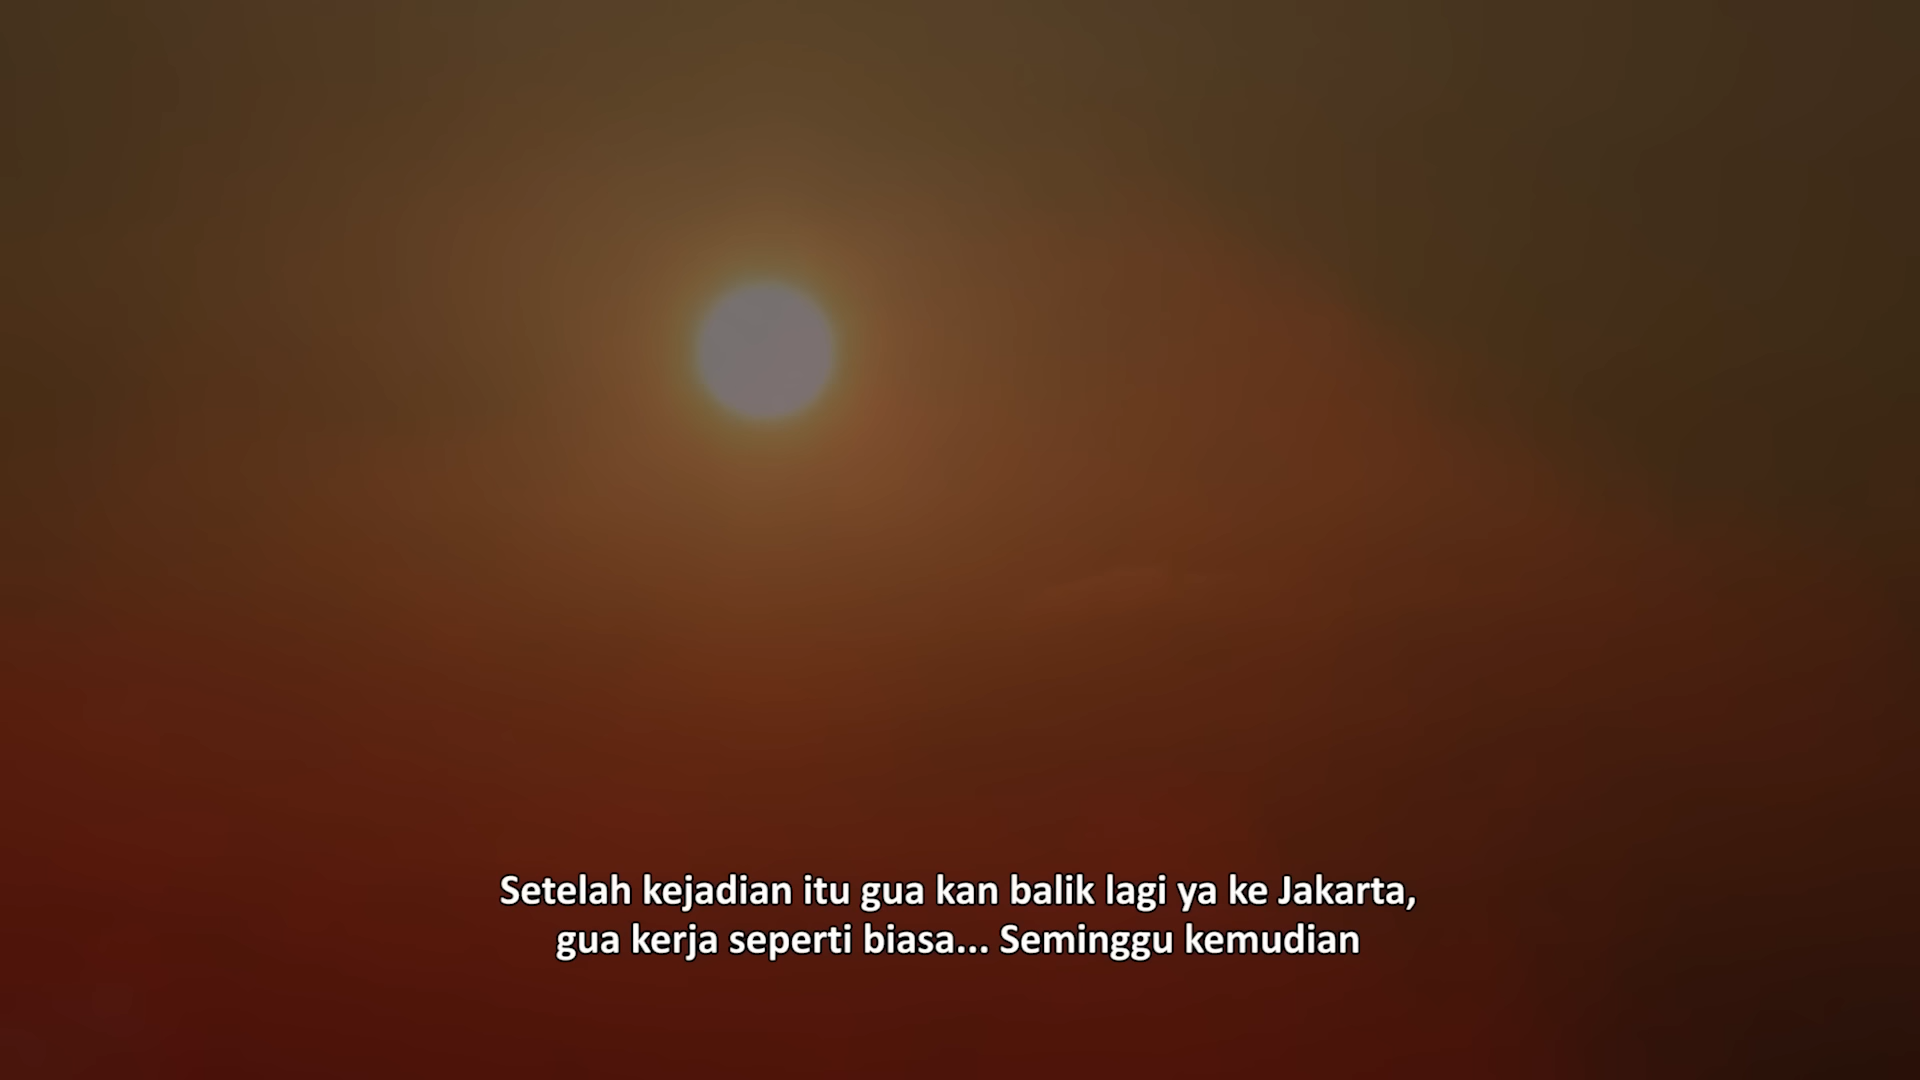 Setelah kejadian itu gua kan balik lagi ya ke Jakarta,
gua kerja seperti biasa... Seminggu kemudian